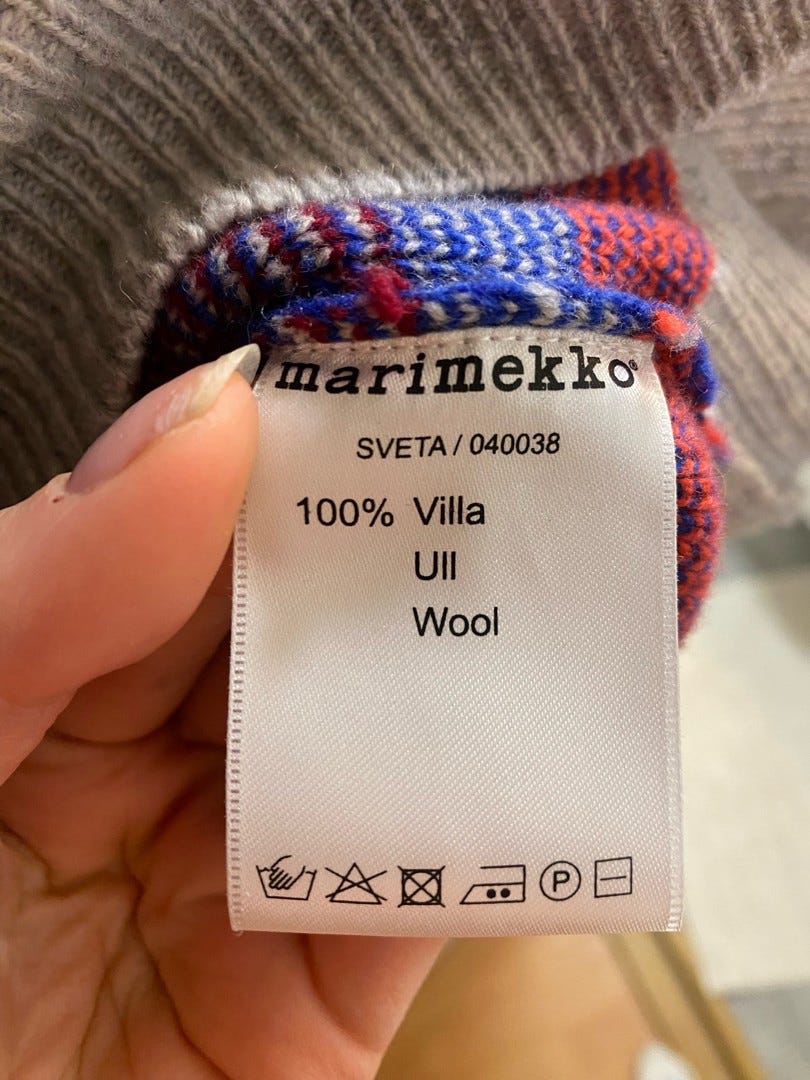 marimekko®
SVETA / 040038
100% Villa
Ull
Wool
P